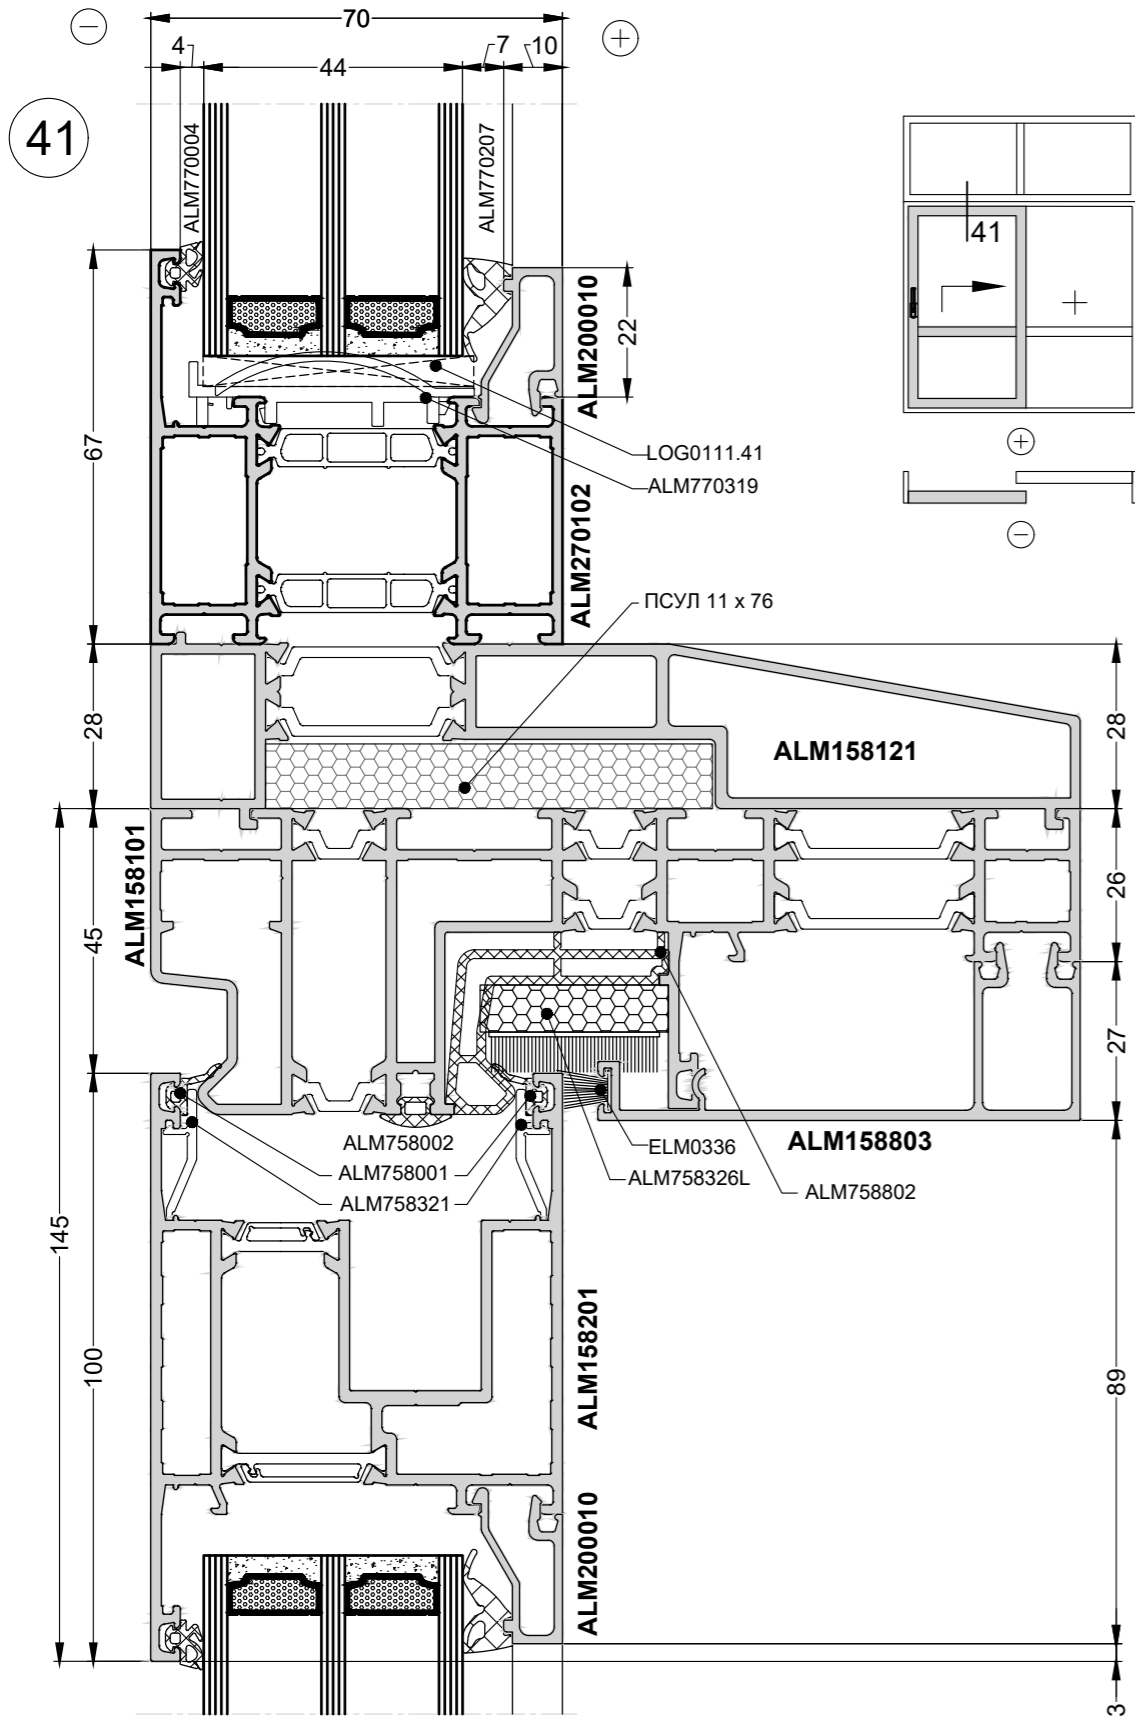 70
4
7
10
44
41
ALM770004
ALM770207
41
67
22
ALM200010
LOG0111.41
ALM770319
ALM270102
ПСУЛ 11 x 76
28
28
ALM158121
ALM158101
45
26
27
ALM758002
ALM758001
ALM758321
ELM0336
ALM758326L
ALM158803
ALM758802
145
100
ALM158201
89
ALM200010
3